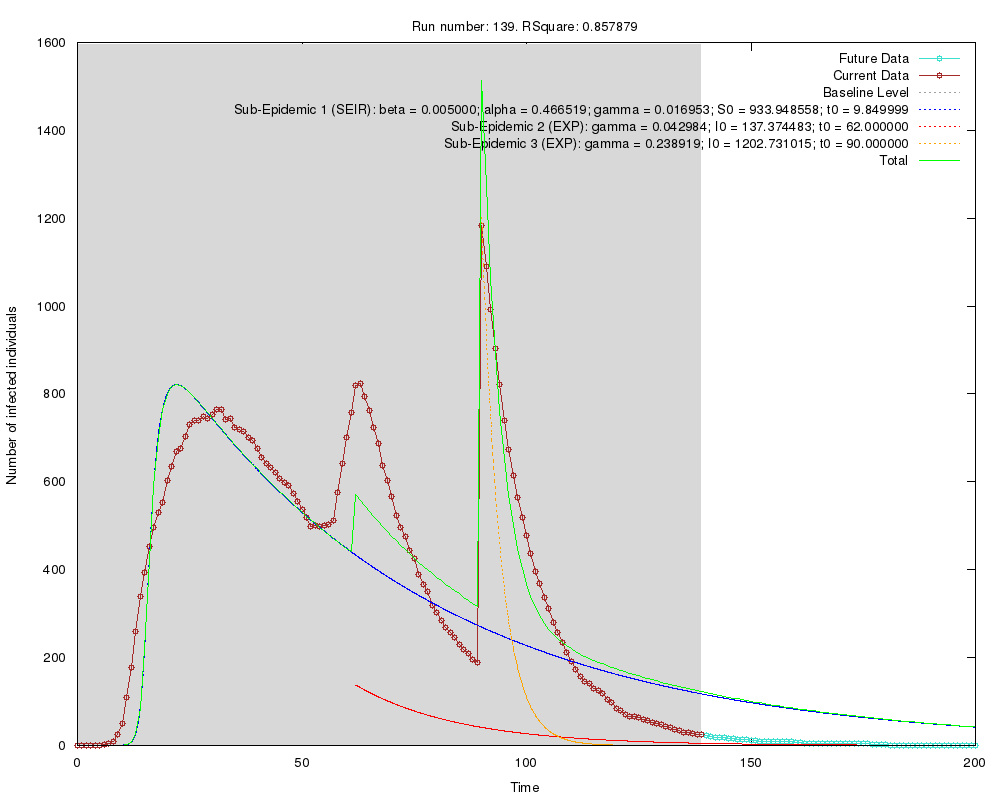 Run number: 139. RSquare: 0.857879
1600
1400
1200
1000
800
600
400
200
0
Number of infected individuals
Future Data
Current Data
Baseline Level
Sub-Epidemic 1 (SEIR): beta = 0.005000; alpha = 0.466519; gamma = 0.016953; S0 = 933.948558; t0 = 9.849999
Sub-Epidemic 2 (EXP): gamma = 0.042984; I0 = 137.374483; t0 = 62.000000
Sub-Epidemic 3 (EXP): gamma = 0.238919; I0 = 1202.731015; t0 = 90.000000
Total
0 50 100 150 200
Time